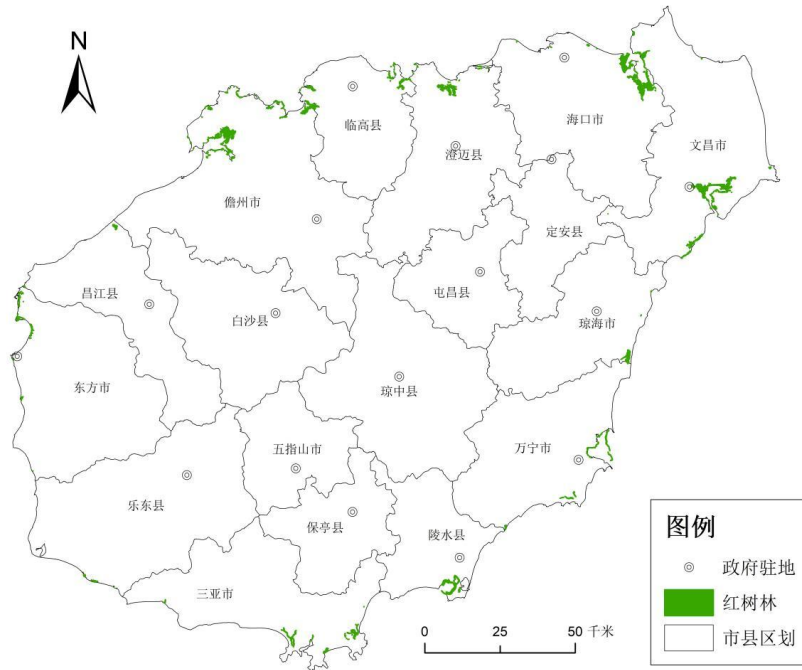 N
临高县
海口市
澄迈县
文昌市
儋州市
定安县
屯昌县
昌江县
白沙县
琼海市
东方市
琼中县
五指山市
万宁市
乐东县
保亭县
陵水县
三亚市
图例
政府驻地
红树林
市县区划
0 25 50 千米